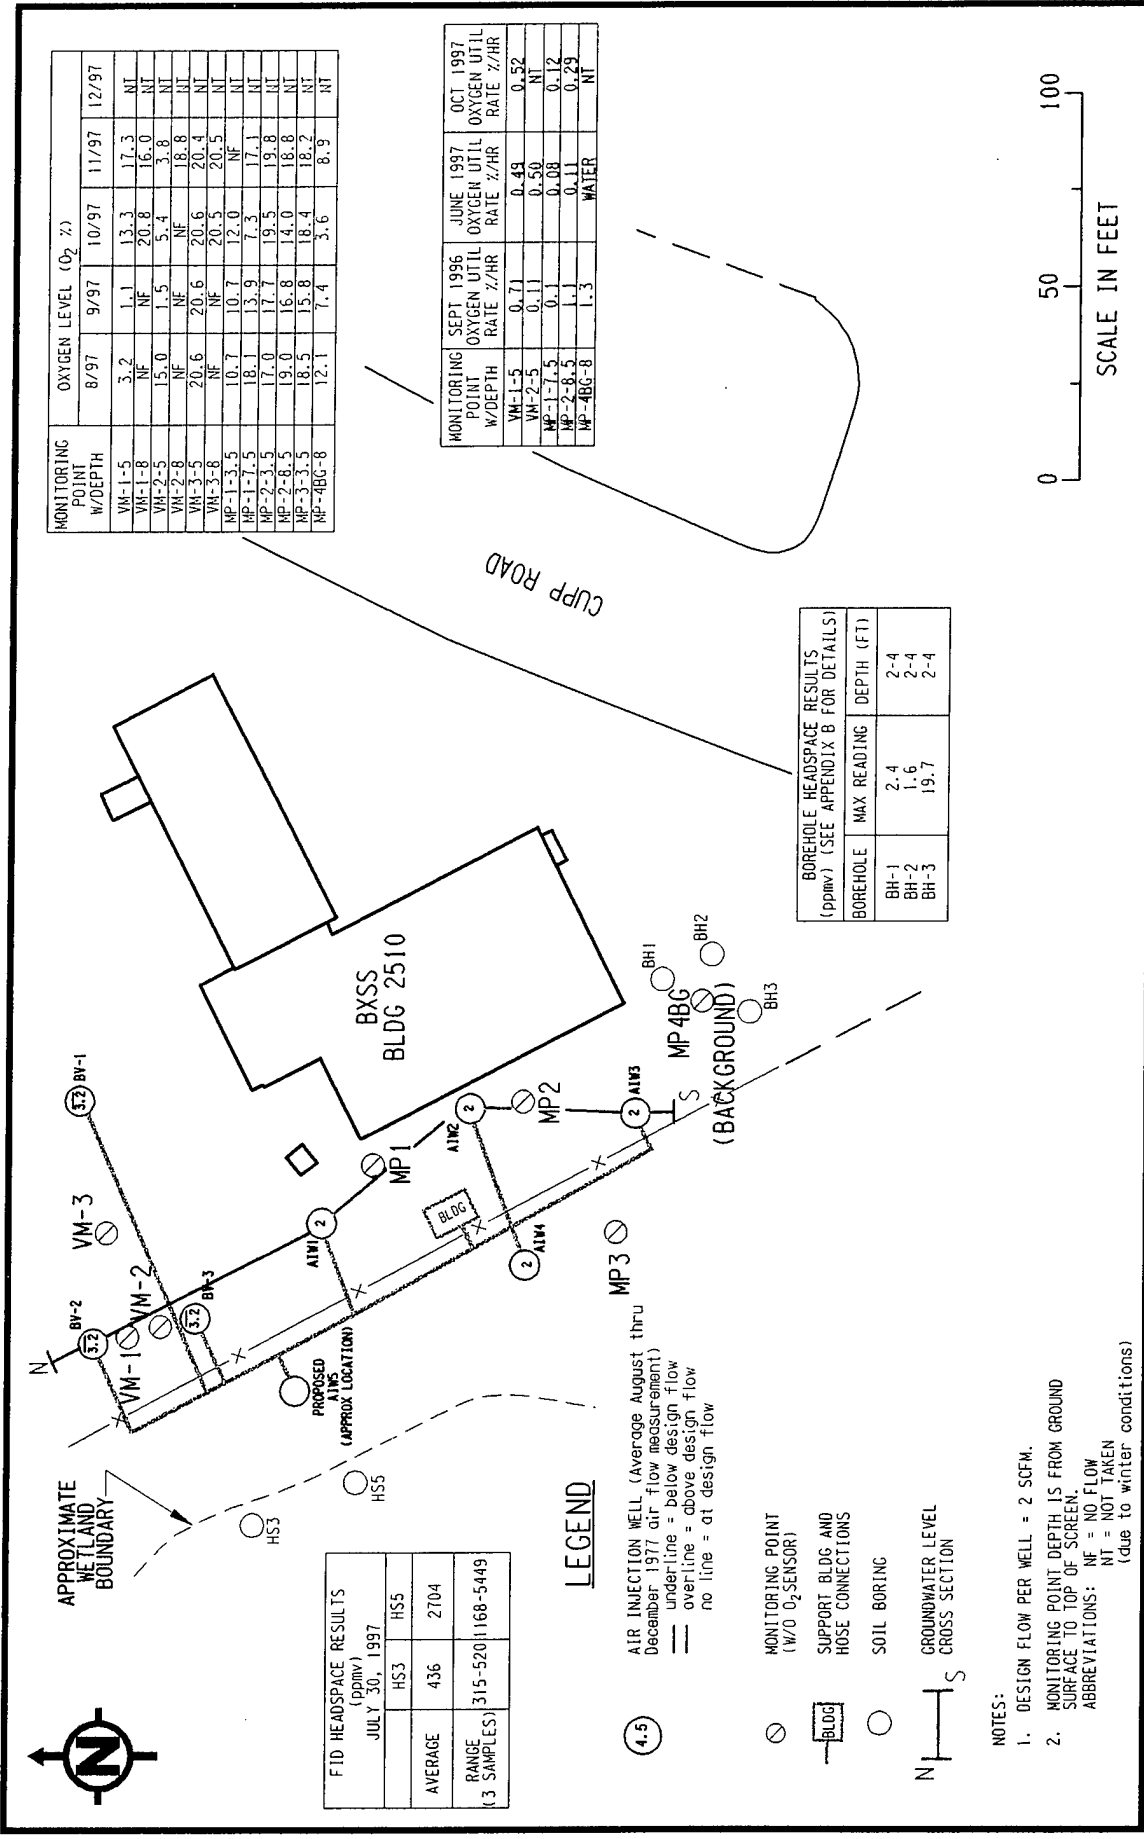 MONITORING POINT W/DEPTH | OXYGEN LEVEL (O2 %)
8/97 | 9/97 | 10/97 | 11/97 | 12/97
VM-1-5 | 3.2 | 1.1 | 13.3 | 17.3 | NT
VM-1-8 | NF | NF | 20.8 | 16.0 | NT
VM-2-5 | 15.0 | 1.5 | 5.4 | 3.8 | NT
VM-2-8 | NF | NF | NF | 18.8 | NT
VM-3-5 | 20.6 | 20.6 | 20.6 | 20.4 | NT
VM-3-8 | NF | NF | 20.5 | 20.5 | NT
MP-1-3.5 | 10.7 | 10.7 | 12.0 | NF | NT
MP-1-7.5 | 18.1 | 13.9 | 7.3 | 17.1 | NT
MP-2-3.5 | 17.0 | 17.7 | 19.5 | 19.8 | NT
MP-2-8.5 | 19.0 | 16.8 | 14.0 | 18.8 | NT
MP-3-3.5 | 18.5 | 15.8 | 18.4 | 18.2 | NT
MP-4BG-8 | 12.1 | 7.4 | 3.6 | 8.9 | NT
MONITORING POINT W/DEPTH | SEPT 1996 OXYGEN UTIL RATE %/HR | JUNE 1997 OXYGEN UTIL RATE %/HR | OCT 1997 OXYGEN UTIL RATE %/HR
VM-1-5 | 0.71 | 0.49 | 0.52
VM-2-5 | 0.11 | 0.50 | NT
MP-1-7.5 | 0.1 | 0.08 | 0.12
MP-2-8.5 | 1.1 | 0.11 | 0.29
MP-4BG-8 | 1.3 | WATER | NT
CUPP ROAD
0 50 100
SCALE IN FEET
BOREHOLE HEADSPACE RESULTS
(ppmv) (SEE APPENDIX B FOR DETAILS)
BOREHOLE | MAX READING | DEPTH (FT)
BH-1 | 2.4 | 2-4
BH-2 | 1.6 | 2-4
BH-3 | 19.7 | 2-4
BXSS
BLDG 2510
3.2 BV-1
VM-3
N
BV-2
3.2
VM-1
VM-2
BV-3
3.2
AIW1
2
MP1
AIW2
2
MP2
BLDG
2
AIW4
2
AIW3
S
MP3
MP4BG
(BACKGROUND)
BH1
BH2
BH3
PROPOSED
AIW5
(APPROX LOCATION)
APPROXIMATE
WETLAND
BOUNDARY
HS3
HS5
N
FID HEADSPACE RESULTS
(ppmv)
JULY 30, 1997
HS3 | HS5
AVERAGE | 436 | 2704
RANGE (3 SAMPLES) | 315-520 | 1168-5449
LEGEND
4.5
AIR INJECTION WELL (Average August thru
December 1977 air flow measurement)
underline = below design flow
overline = above design flow
no line = at design flow
MONITORING POINT
(W/O O2 SENSOR)
BLDG
SUPPORT BLDG AND
HOSE CONNECTIONS
SOIL BORING
N S
GROUNDWATER LEVEL
CROSS SECTION
NOTES:
1. DESIGN FLOW PER WELL = 2 SCFM.
2. MONITORING POINT DEPTH IS FROM GROUND
SURFACE TO TOP OF SCREEN.
ABBREVIATIONS: NF = NO FLOW
NT = NOT TAKEN
(due to winter conditions)